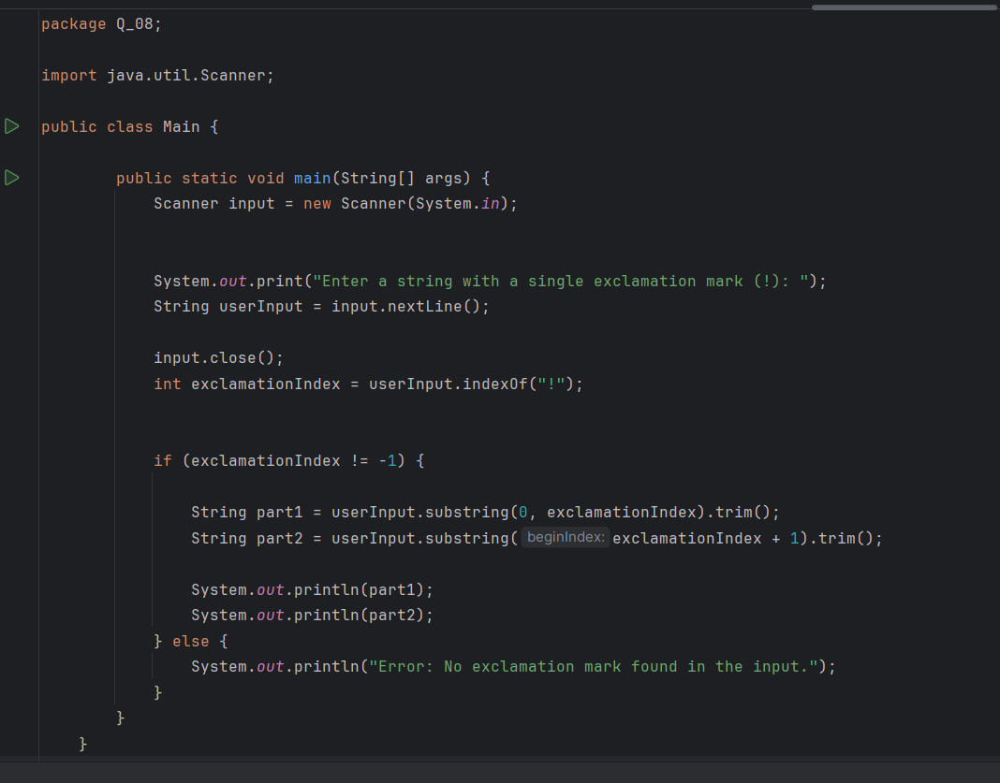 package Q_08;
import java.util.Scanner;
public class Main {
public static void main(String[] args) {
Scanner input = new Scanner(System.in);
System.out.print("Enter a string with a single exclamation mark (!): ");
String userInput = input.nextLine();
input.close();
int exclamationIndex = userInput.indexOf("!");
if (exclamationIndex != -1) {
String part1 = userInput.substring(0, exclamationIndex).trim();
String part2 = userInput.substring( beginIndex: exclamationIndex + 1).trim();
System.out.println(part1);
System.out.println(part2);
} else {
System.out.println("Error: No exclamation mark found in the input.");
}
}
}